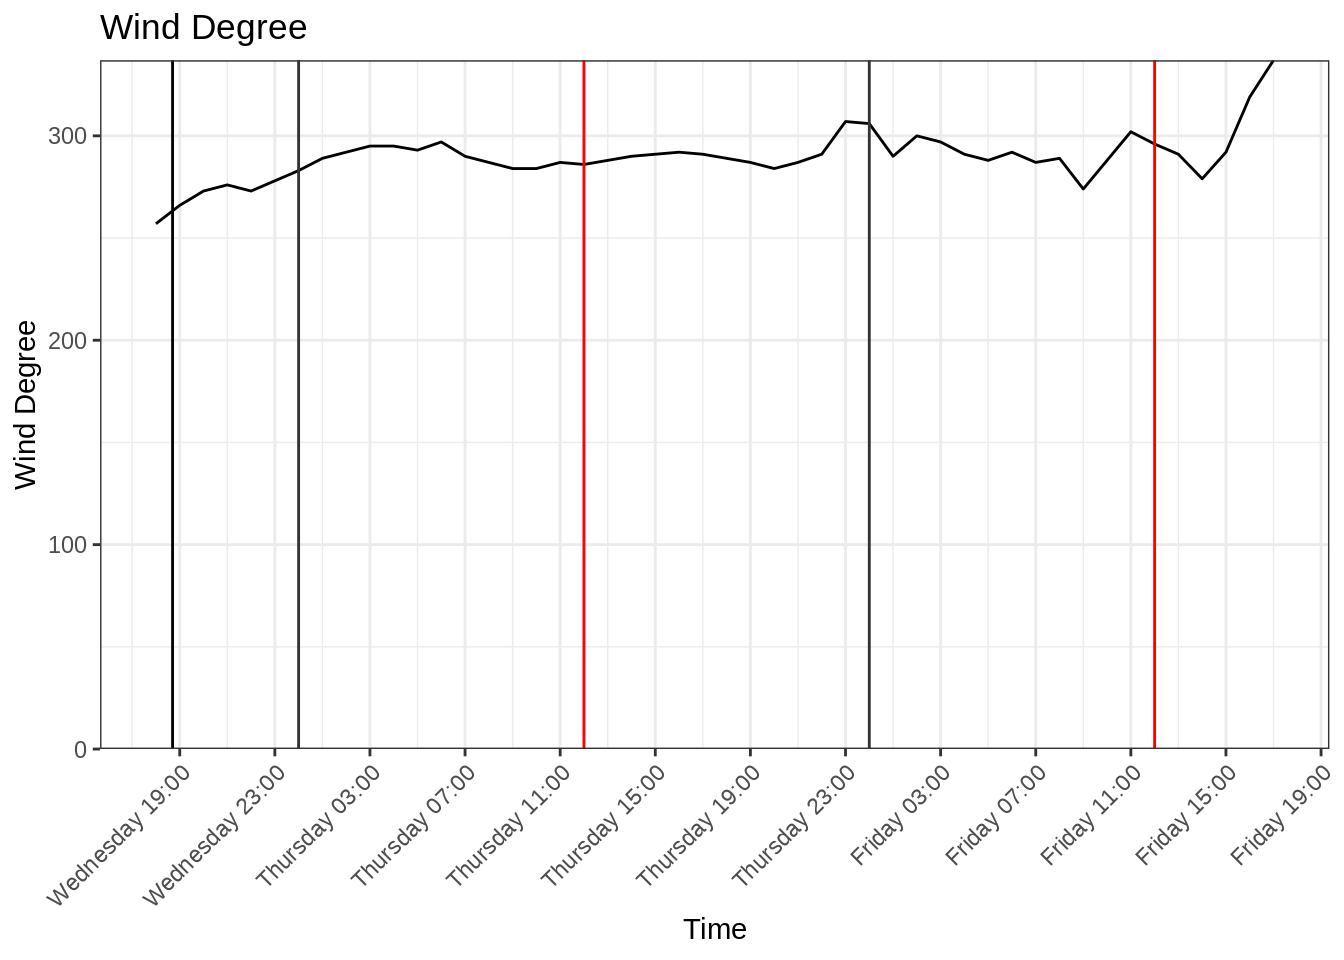 Wind Degree
Wind Degree
300
200
100
0
Wednesday 19:00
Wednesday 23:00
Thursday 03:00
Thursday 07:00
Thursday 11:00
Thursday 15:00
Thursday 19:00
Thursday 23:00
Friday 03:00
Friday 07:00
Friday 11:00
Friday 15:00
Friday 19:00
Time